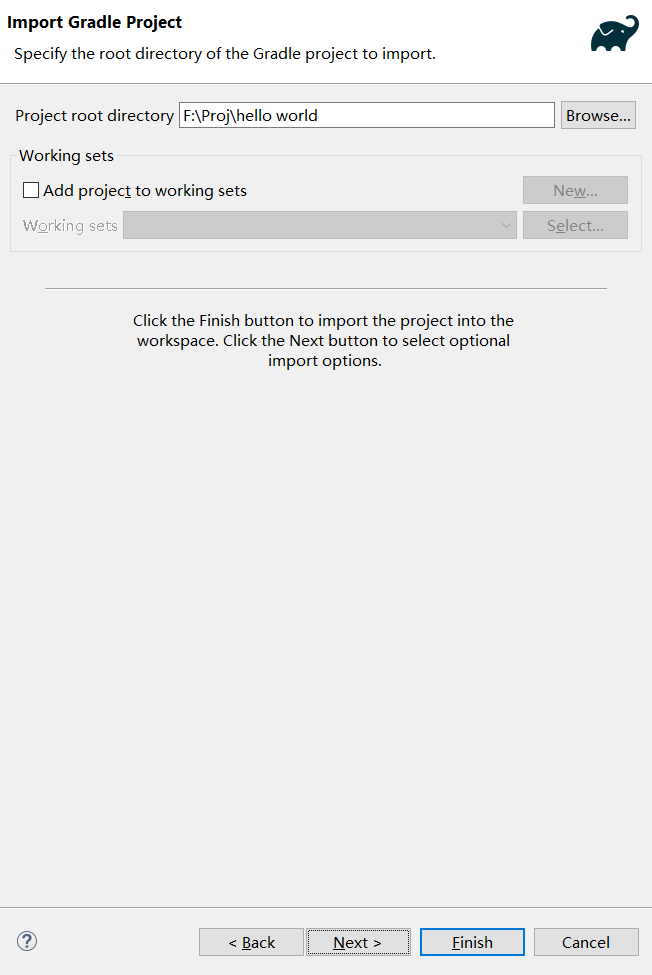 Import Gradle Project
Specify the root directory of the Gradle project to import.
Project root directory F:\Proj\hello world Browse...
Working sets
Add project to working sets New...
Working sets Select...
Click the Finish button to import the project into the
workspace. Click the Next button to select optional
import options.
? < Back Next > Finish Cancel